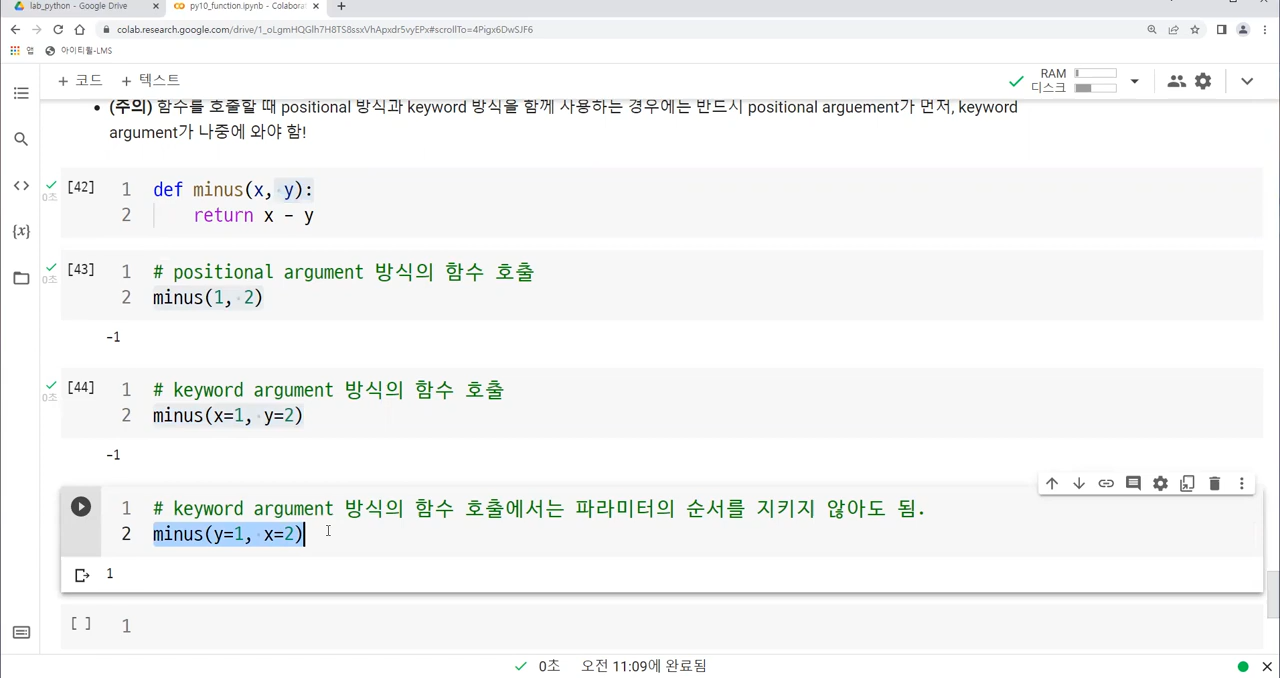 lab_python - Google Drive
py10_function.ipynb - Colabora
colab.research.google.com/drive/1_oLgmHQGlh7H8TS8ssxVhApxdr5vyEPx#scrollTo=4Pigx6DwSJF6
앱 아이티윌-LMS
+ 코드 + 텍스트
RAM
디스크
• (주의) 함수를 호출할 때 positional 방식과 keyword 방식을 함께 사용하는 경우에는 반드시 positional arguement가 먼저, keyword
argument가 나중에 와야 함!
[42] 1 def minus(x, y):
0초
2 return x - y
[43] 1 # positional argument 방식의 함수 호출
0초
2 minus(1, 2)
-1
[44] 1 # keyword argument 방식의 함수 호출
0초
2 minus(x=1, y=2)
-1
1 # keyword argument 방식의 함수 호출에서는 파라미터의 순서를 지키지 않아도 됨.
2 minus(y=1, x=2)
1
[ ] 1
0초 오전 11:09에 완료됨